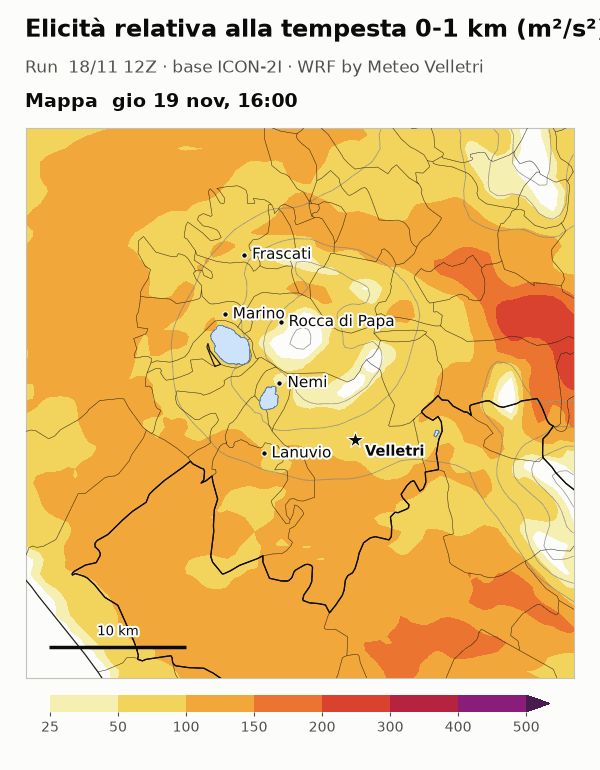 Elicità relativa alla tempesta 0-1 km (m²/s²)
Run  18/11 12Z · base ICON-2I · WRF by Meteo Velletri
Mappa  gio 19 nov, 16:00
Frascati
Marino
Rocca di Papa
Nemi
Velletri
Lanuvio
10 km
25 50 100 150 200 300 400 500